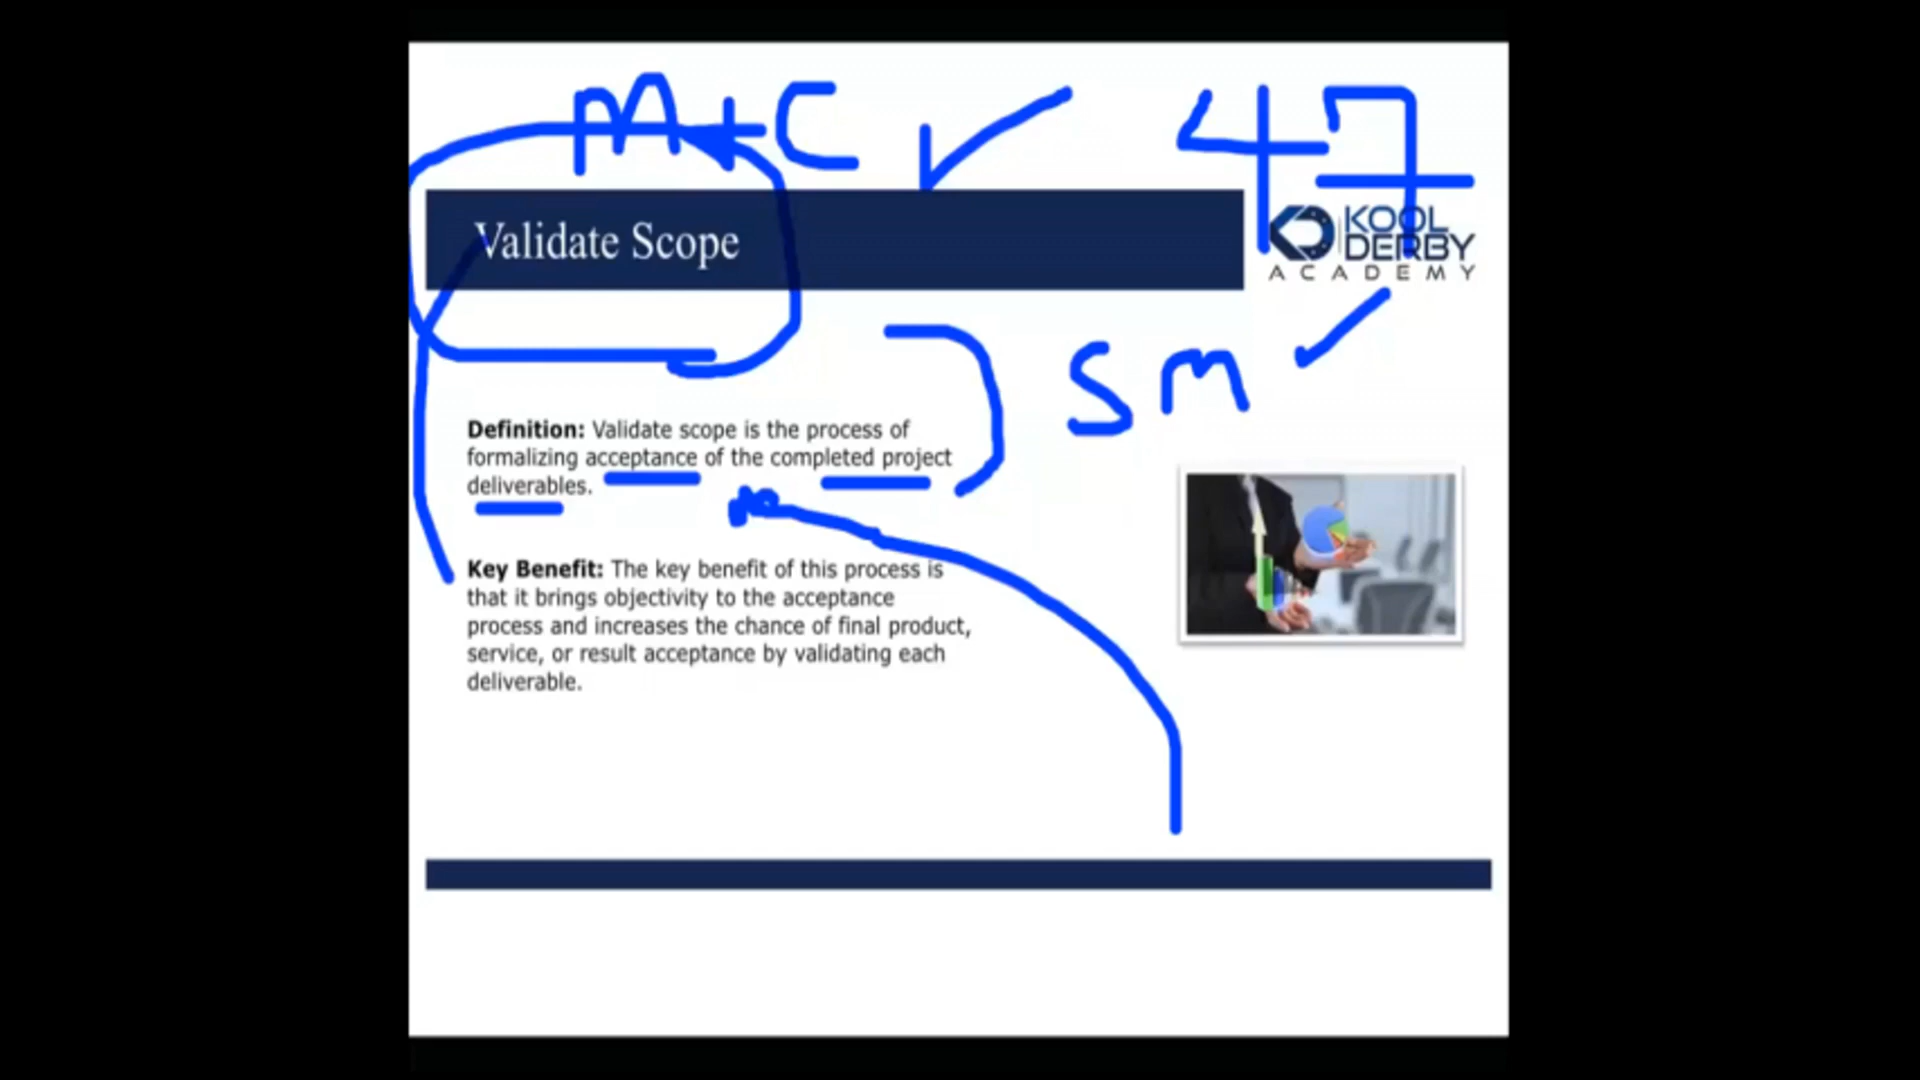 M+C
47
Validate Scope
KOOL
DERBY
ACADEMY
SM
Definition: Validate scope is the process of
formalizing acceptance of the completed project
deliverables.
Key Benefit: The key benefit of this process is
that it brings objectivity to the acceptance
process and increases the chance of final product,
service, or result acceptance by validating each
deliverable.